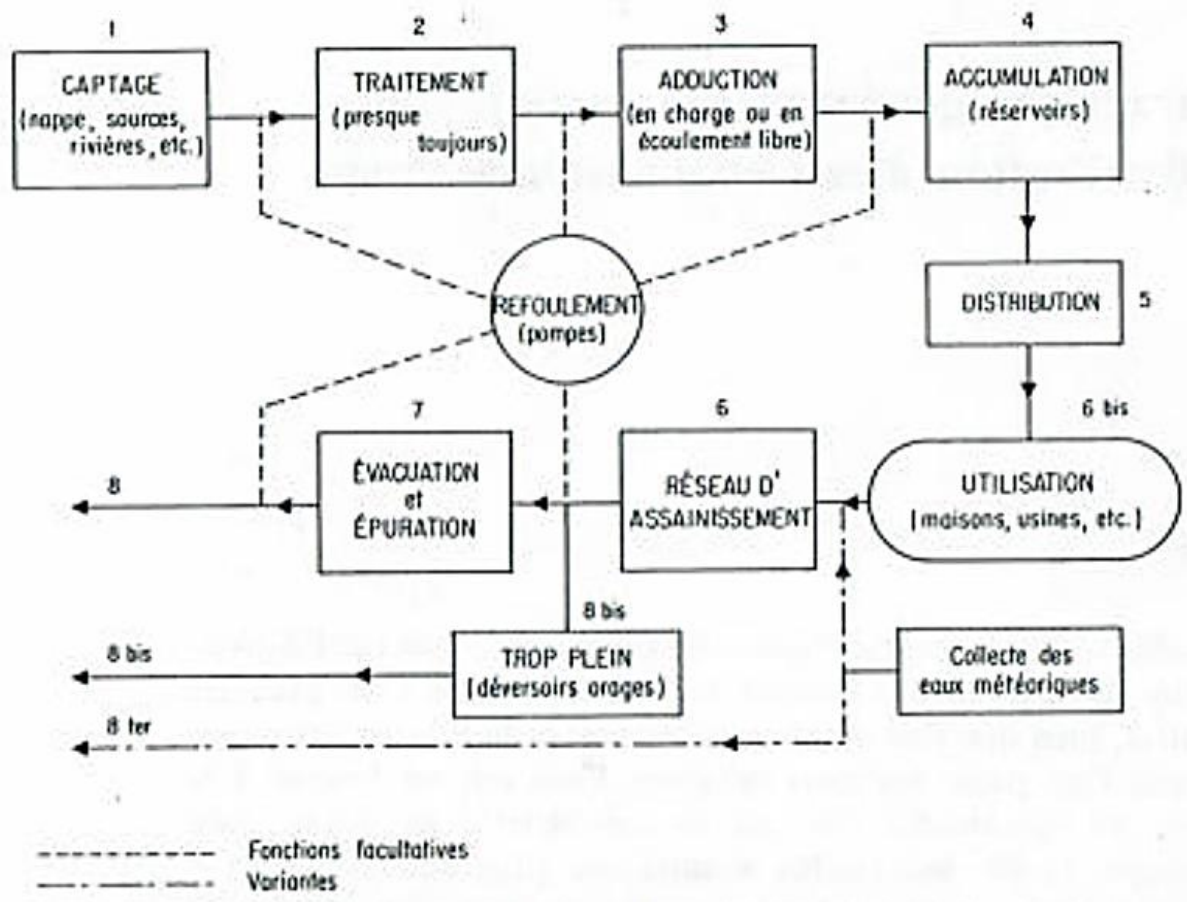 1
CAPTAGE
(nappe, sources,
rivières, etc.)
2
TRAITEMENT
(presque
toujours)
3
ADDUCTION
(en charge ou en
écoulement libre)
4
ACCUMULATION
(réservoirs)
DISTRIBUTION
5
REFOULEMENT
(pompes)
6 bis
UTILISATION
(maisons, usines, etc.)
6
RÉSEAU D'
ASSAINISSEMENT
7
ÉVACUATION
et
ÉPURATION
8
8 bis
TROP PLEIN
(déversoirs orages)
8 bis
Collecte des
eaux météoriques
8 ter
Fonctions facultatives
Variantes